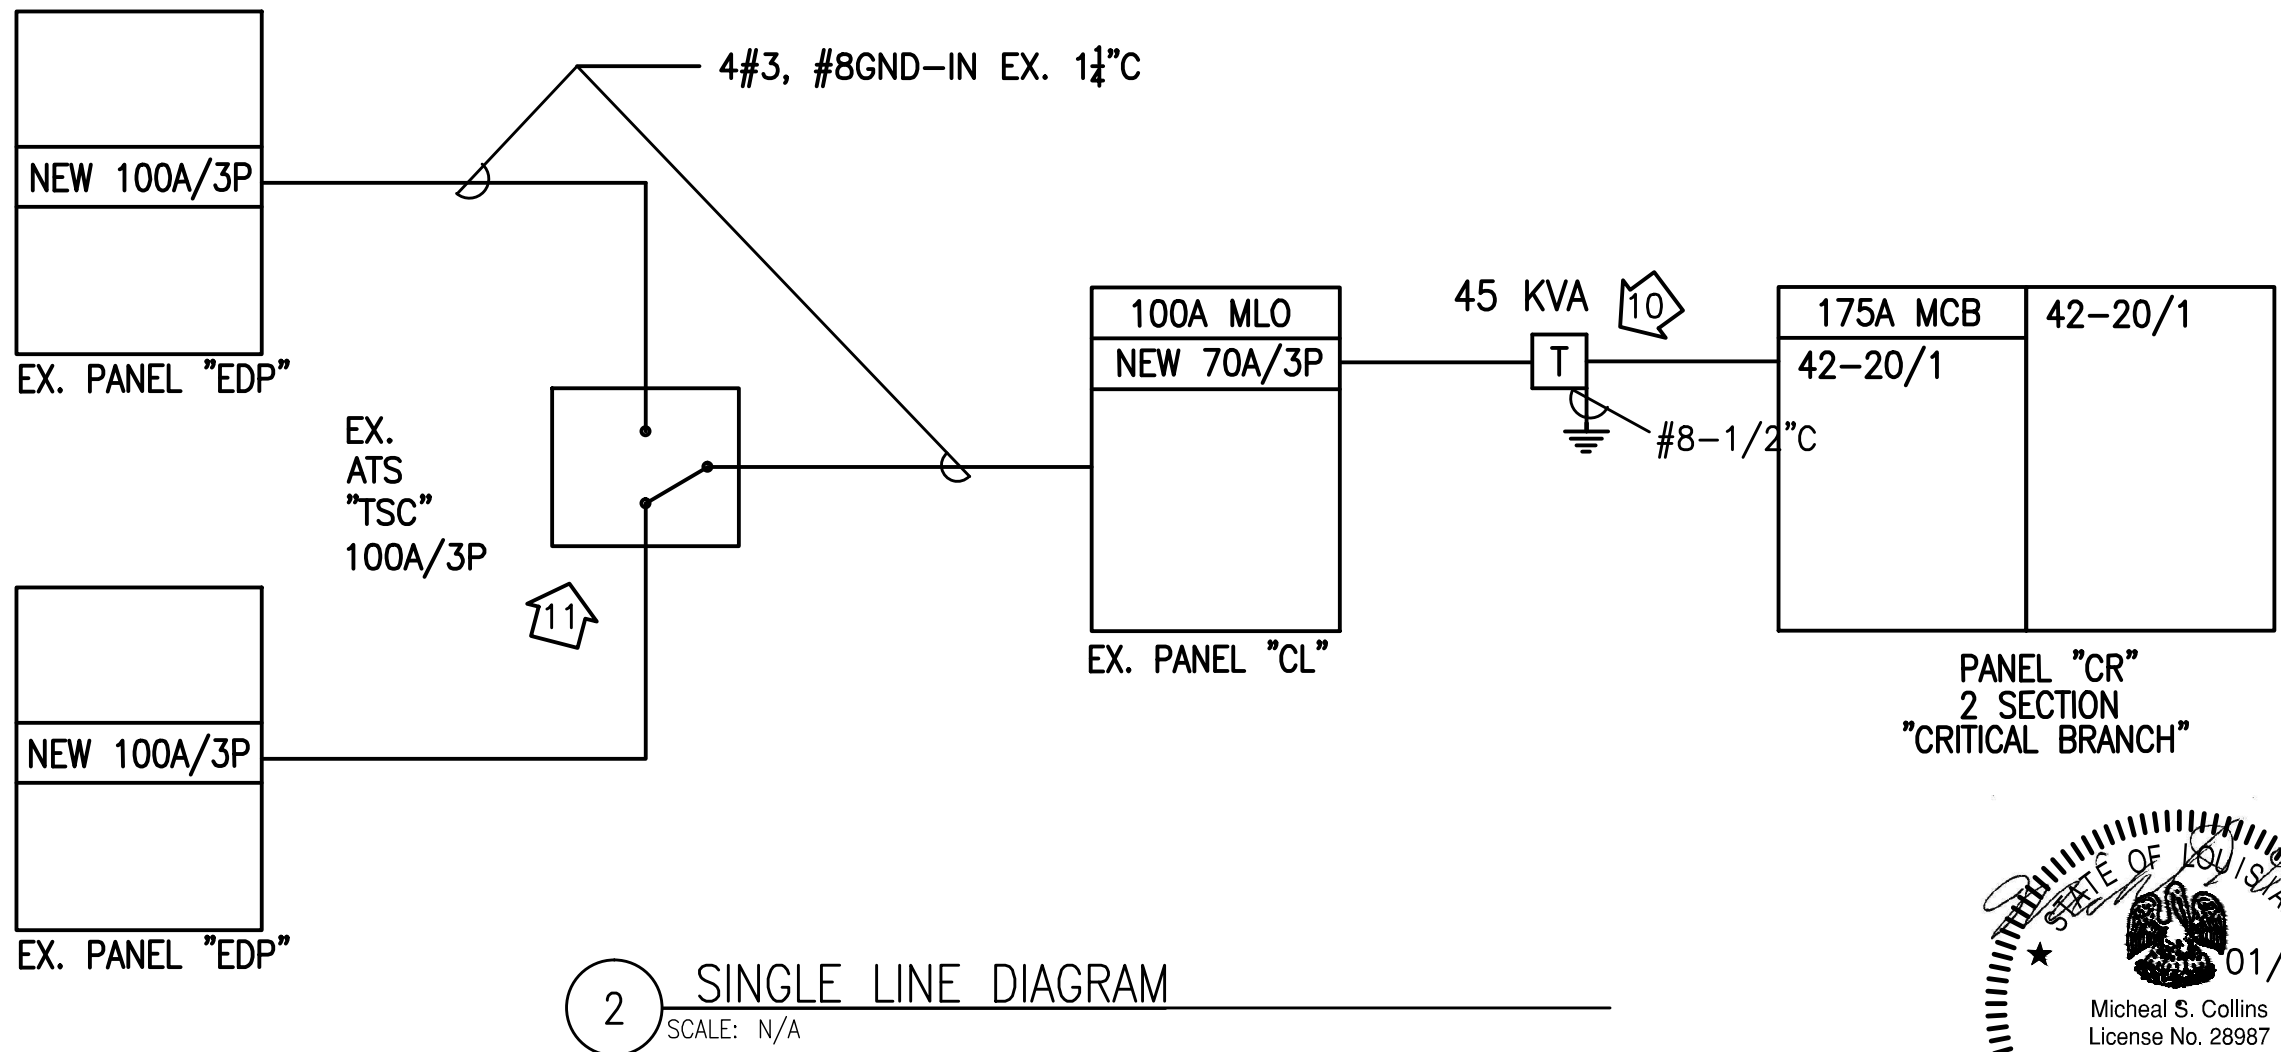 4#3, #8GND-IN EX. 1¼"C
NEW 100A/3P
EX. PANEL "EDP"
EX.
ATS
"TSC"
100A/3P
11
100A MLO
NEW 70A/3P
EX. PANEL "CL"
45 KVA
10
T
#8-1/2"C
175A MCB
42-20/1
42-20/1
PANEL "CR"
2 SECTION
"CRITICAL BRANCH"
NEW 100A/3P
EX. PANEL "EDP"
2
SINGLE LINE DIAGRAM
SCALE: N/A
STATE OF LOUISIA
01/
Micheal S. Collins
License No. 28987